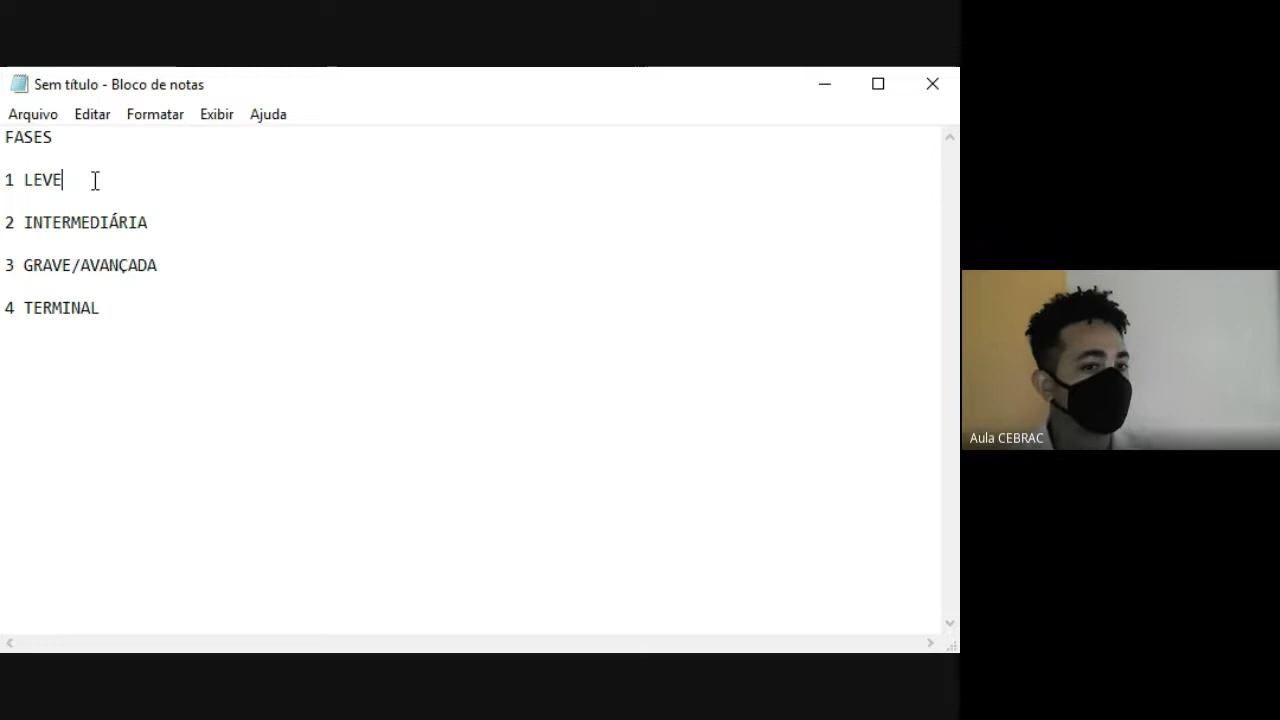 Sem título - Bloco de notas
Arquivo Editar Formatar Exibir Ajuda
FASES
1 LEVE
2 INTERMEDIÁRIA
3 GRAVE/AVANÇADA
4 TERMINAL
Aula CEBRAC